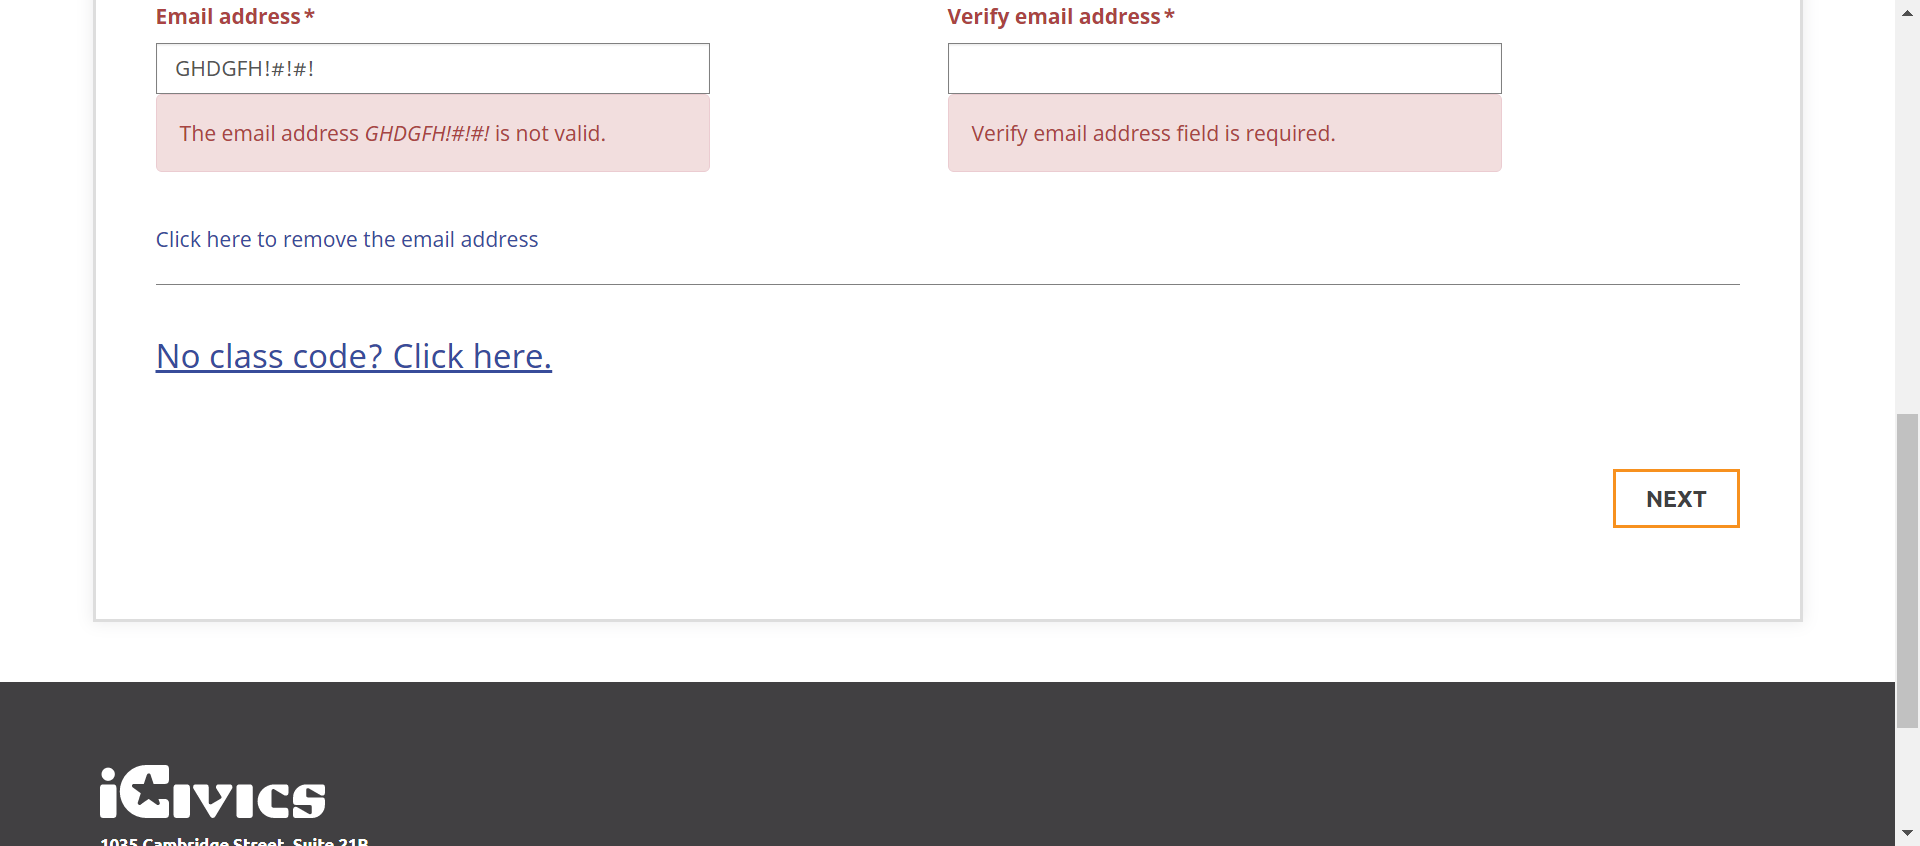 Email address*
Verify email address*
GHDGFH!#!#!
The email address GHDGFH!#!#! is not valid.
Verify email address field is required.
Click here to remove the email address
No class code? Click here.
NEXT
iCivics
1035 Cambridge Street, Suite 21B